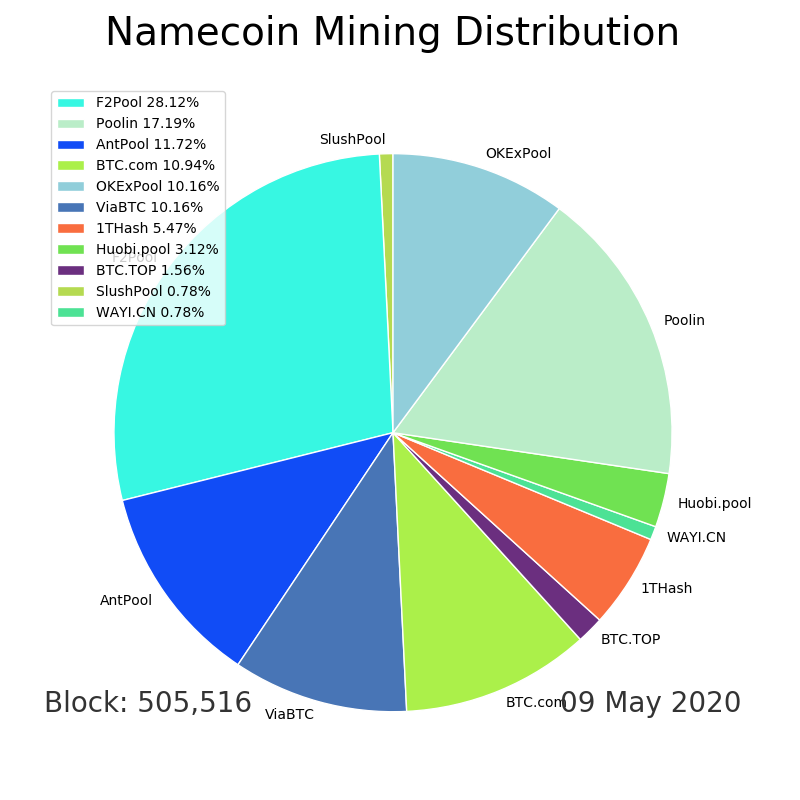 Namecoin Mining Distribution
F2Pool 28.12%
Poolin 17.19%
AntPool 11.72%
BTC.com 10.94%
OKExPool 10.16%
ViaBTC 10.16%
1THash 5.47%
Huobi.pool 3.12%
BTC.TOP 1.56%
SlushPool 0.78%
WAYI.CN 0.78%
SlushPool
OKExPool
F2Pool
Poolin
Huobi.pool
WAYI.CN
1THash
AntPool
BTC.TOP
BTC.com
ViaBTC
Block: 505,516
09 May 2020